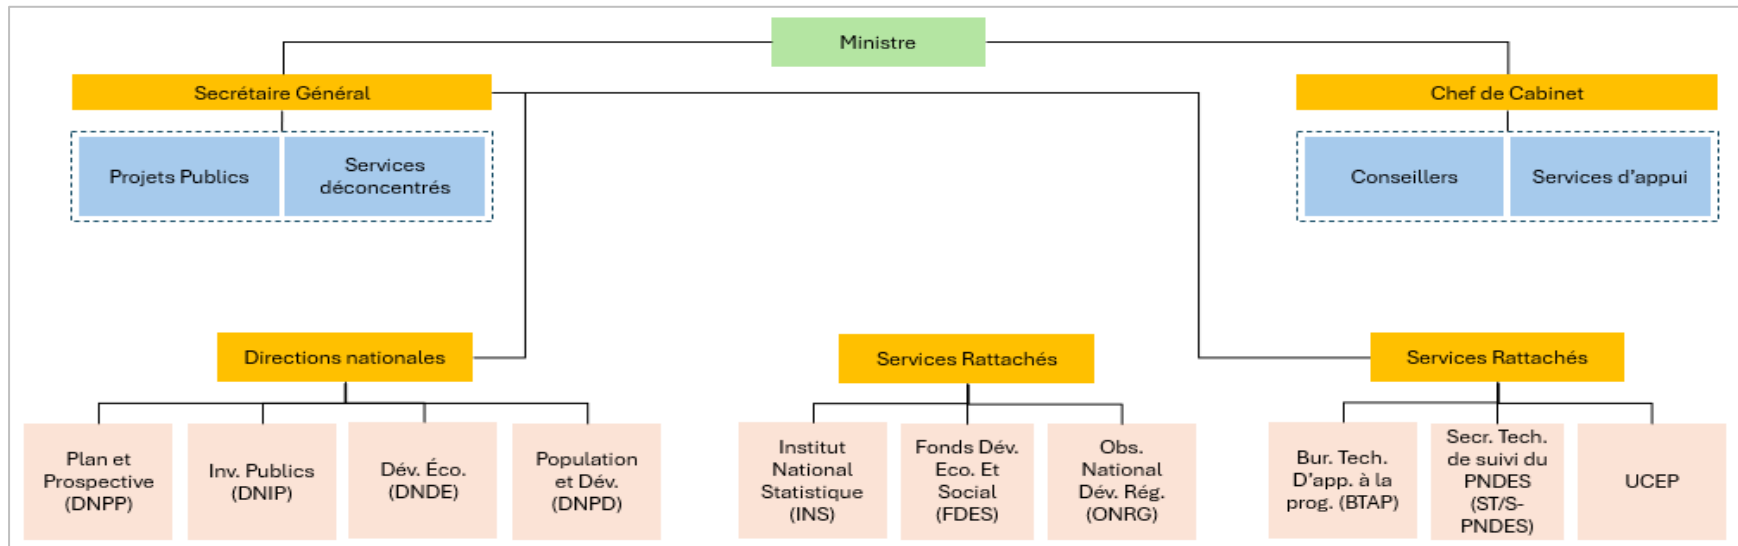 Ministre
Secrétaire Général
Chef de Cabinet
Projets Publics
Services
déconcentrés
Conseillers
Services d'appui
Directions nationales
Services Rattachés
Services Rattachés
Plan et
Prospective
(DNPP)
Inv. Publics
(DNIP)
Dév. Éco.
(DNDE)
Population
et Dév.
(DNPD)
Institut
National
Statistique
(INS)
Fonds Dév.
Eco. Et
Social
(FDES)
Obs.
National
Dév. Rég.
(ONRG)
Bur. Tech.
D'app. à la
prog. (BTAP)
Secr. Tech.
de suivi du
PNDES
(ST/S-
PNDES)
UCEP